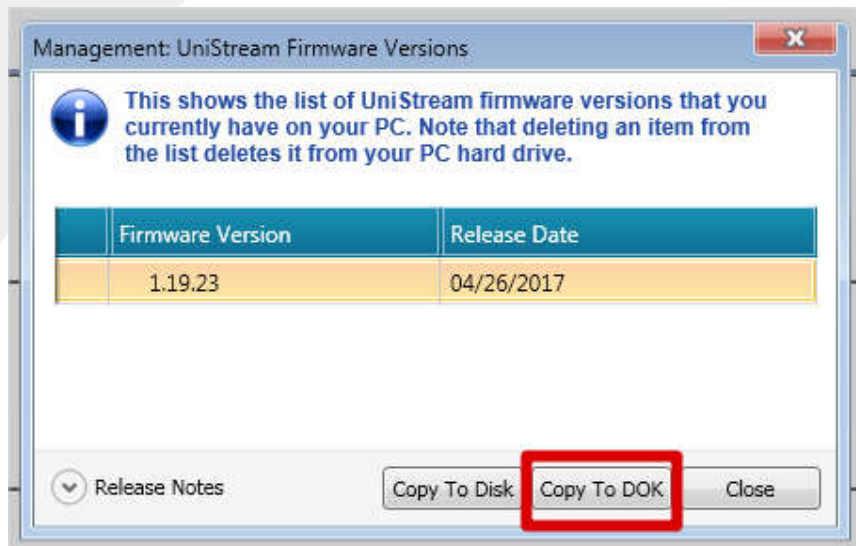 Management: UniStream Firmware Versions
This shows the list of UniStream firmware versions that you
currently have on your PC. Note that deleting an item from
the list deletes it from your PC hard drive.
Firmware Version Release Date
1.19.23 04/26/2017
Release Notes Copy To Disk Copy To DOK Close